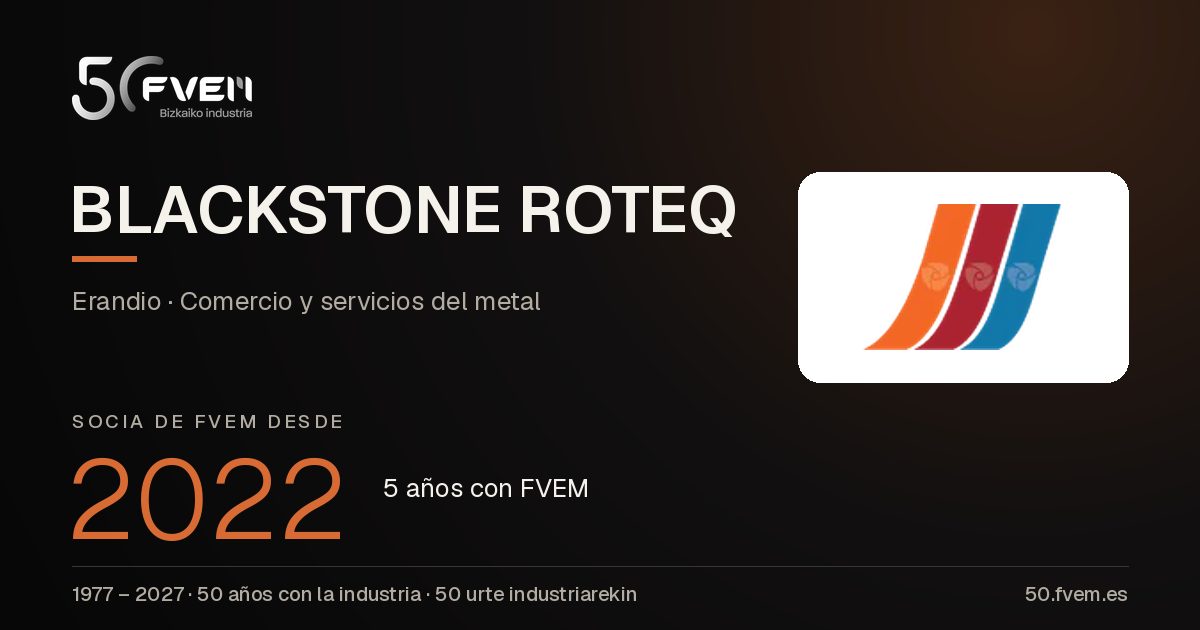 50 FVEM
Bizkaiko industria
BLACKSTONE ROTEQ
Erandio · Comercio y servicios del metal
SOCIA DE FVEM DESDE
2022
5 años con FVEM
1977 – 2027 · 50 años con la industria · 50 urte industriarekin
50.fvem.es